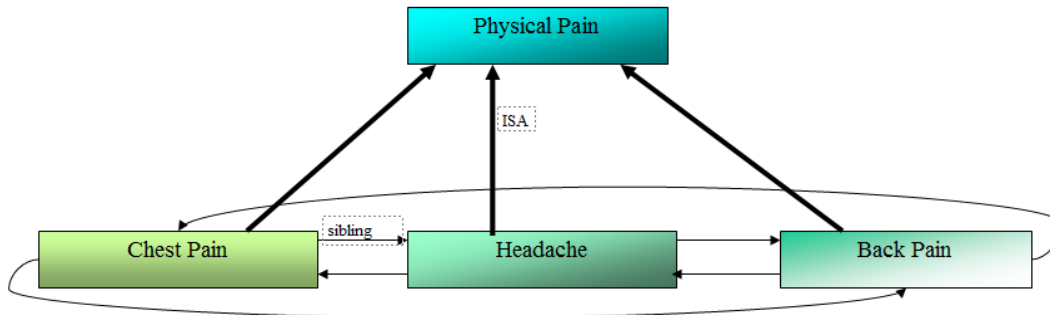 Physical Pain
ISA
sibling
Chest Pain
Headache
Back Pain